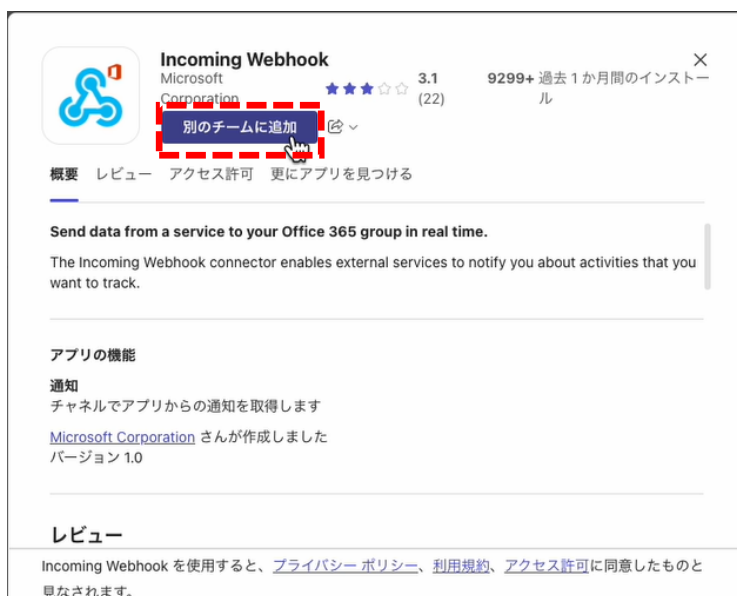 Incoming Webhook
Microsoft
Corporation
3.1
(22)
9299+ 過去 1 か月間のインストー
ル
別のチームに追加
概要 レビュー アクセス許可 更にアプリを見つける
Send data from a service to your Office 365 group in real time.
The Incoming Webhook connector enables external services to notify you about activities that you
want to track.
アプリの機能
通知
チャネルでアプリからの通知を取得します
Microsoft Corporation さんが作成しました
バージョン 1.0
レビュー
Incoming Webhook を使用すると、プライバシー ポリシー、利用規約、アクセス許可に同意したものと
見なされます。